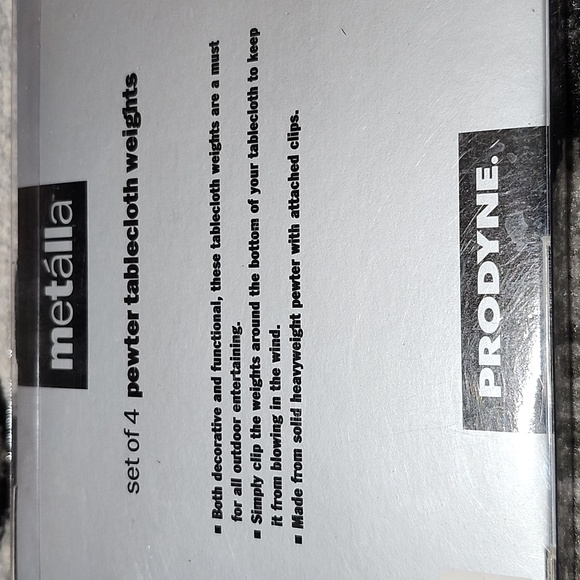 metálla™
set of 4 pewter tablecloth weights
▪ Both decorative and functional, these tablecloth weights are a must
for all outdoor entertaining.
▪ Simply clip the weights around the bottom of your tablecloth to keep
it from blowing in the wind.
▪ Made from solid heavyweight pewter with attached clips.
PRODYNE.